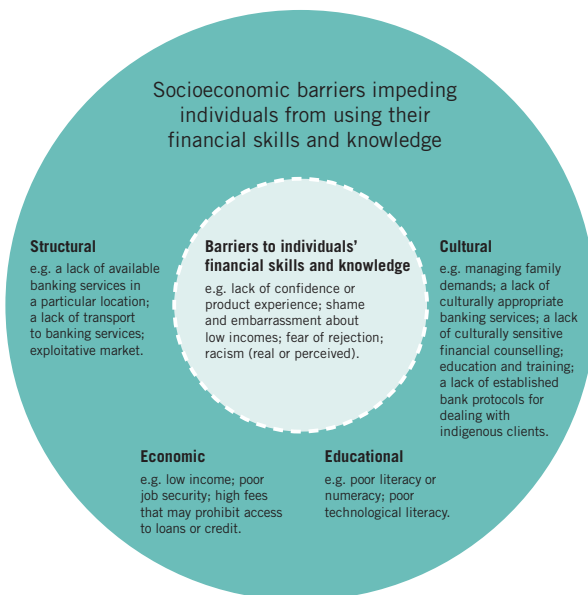 Socioeconomic barriers impeding
individuals from using their
financial skills and knowledge
Structural
e.g. a lack of available
banking services in
a particular location;
a lack of transport
to banking services;
exploitative market.
Barriers to individuals’
financial skills and knowledge
e.g. lack of confidence or
product experience; shame
and embarrassment about
low incomes; fear of rejection;
racism (real or perceived).
Cultural
e.g. managing family
demands; a lack of
culturally appropriate
banking services; a lack
of culturally sensitive
financial counselling;
education and training;
a lack of established
bank protocols for
dealing with
indigenous clients.
Economic
e.g. low income; poor
job security; high fees
that may prohibit access
to loans or credit.
Educational
e.g. poor literacy or
numeracy; poor
technological literacy.